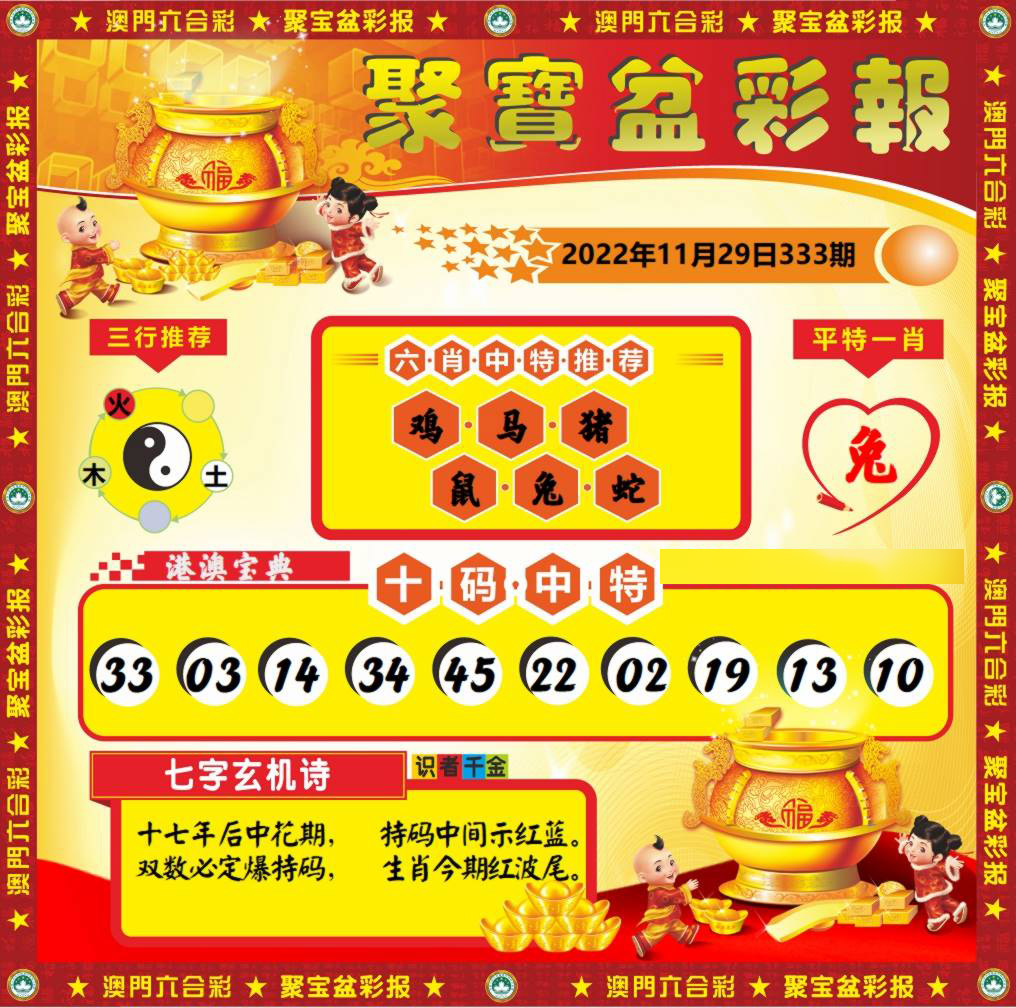 ★ 澳門六合彩 ★ 聚宝盆彩报 ★
★ 澳門六合彩 ★ 聚宝盆彩报 ★
聚寶盆彩報
福
2022年11月29日333期
三行推荐
火
木
土
六·肖·中·特·推·荐
鸡·马·猪
鼠·兔·蛇
平特一肖
兔
港澳宝典
十·码·中·特
33 03 14 34 45 22 02 19 13 10
七字玄机诗
识者千金
十七年后中花期， 特码中间示红蓝。
双数必定爆特码， 生肖今期红波尾。
福
★ 澳門六合彩 ★ 聚宝盆彩报 ★
★ 澳門六合彩 ★ 聚宝盆彩报 ★
★ 澳門六合彩 ★ 聚宝盆彩报 ★
★ 澳門六合彩 ★ 聚宝盆彩报 ★
★ 澳門六合彩 ★ 聚宝盆彩报 ★
★ 澳門六合彩 ★ 聚宝盆彩报 ★